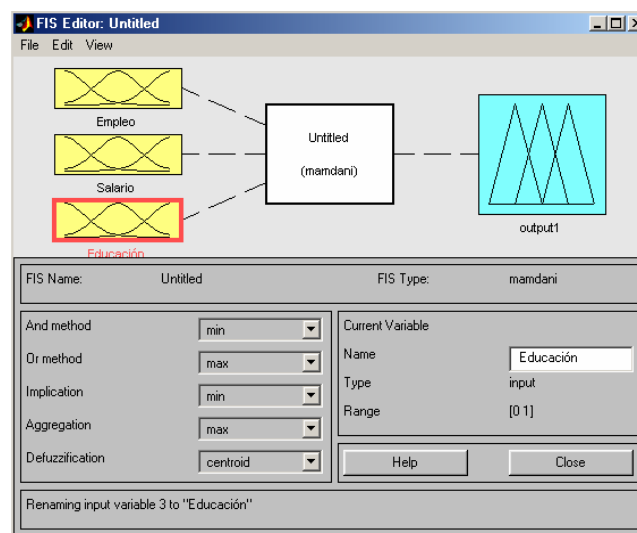 FIS Editor: Untitled
File Edit View
Empleo
Salario
Educación
Untitled
(mamdani)
output1
FIS Name: Untitled FIS Type: mamdani
And method min
Or method max
Implication min
Aggregation max
Defuzzification centroid
Current Variable
Name Educación
Type input
Range [0 1]
Help Close
Renaming input variable 3 to "Educación"